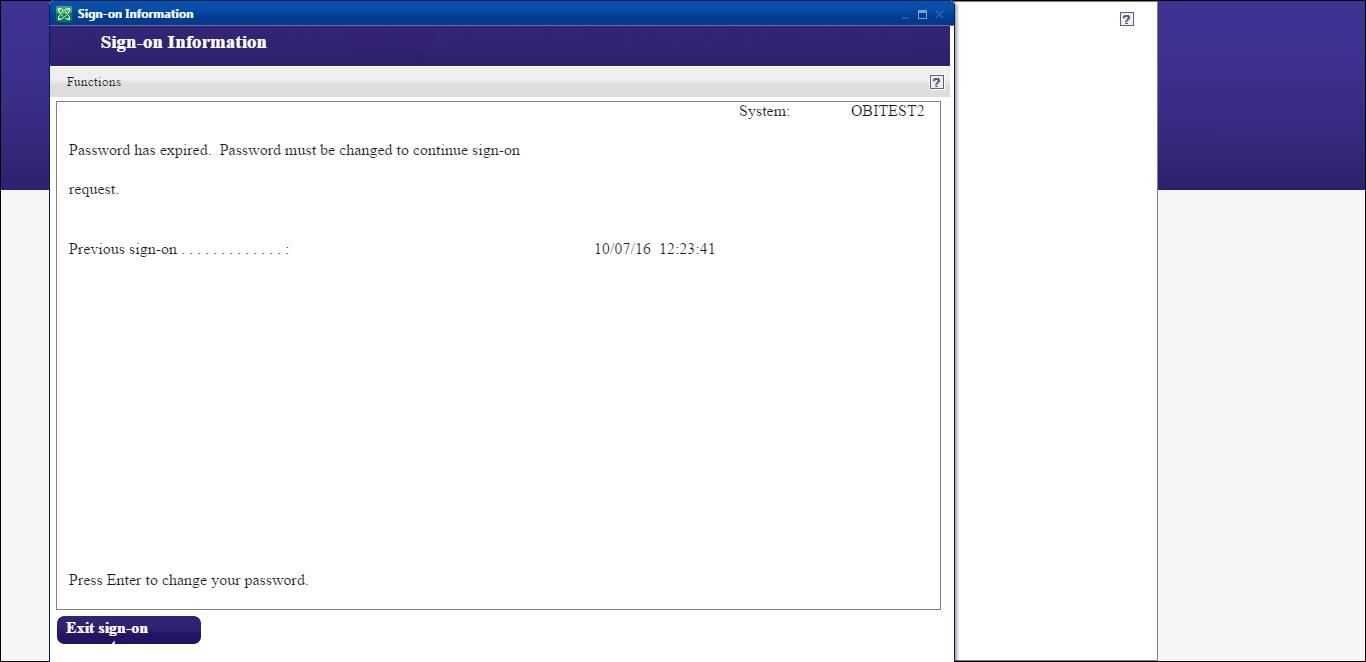 Sign-on Information
Sign-on Information
?
Functions
?
System: OBITEST2
Password has expired. Password must be changed to continue sign-on
request.
Previous sign-on . . . . . . . . . . . . . : 10/07/16 12:23:41
Press Enter to change your password.
Exit sign-on